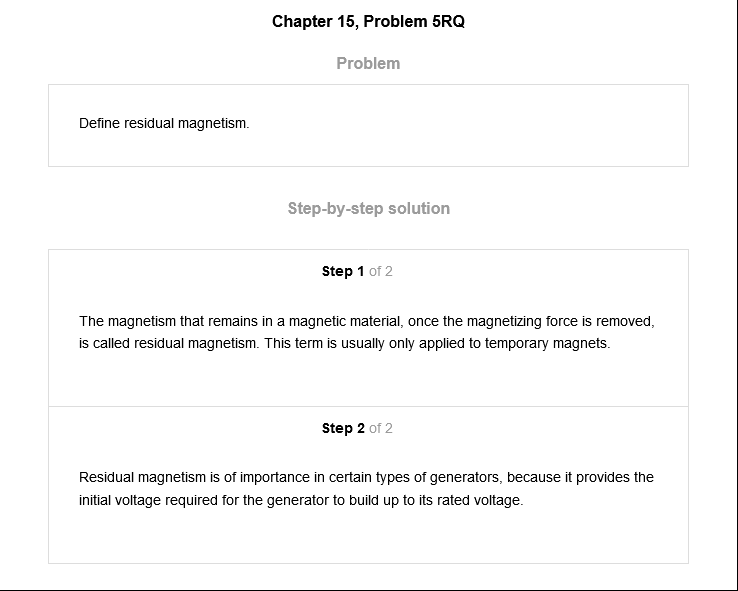 Chapter 15, Problem 5RQ
Problem
Define residual magnetism.
Step-by-step solution
Step 1 of 2
The magnetism that remains in a magnetic material, once the magnetizing force is removed,
is called residual magnetism. This term is usually only applied to temporary magnets.
Step 2 of 2
Residual magnetism is of importance in certain types of generators, because it provides the
initial voltage required for the generator to build up to its rated voltage.